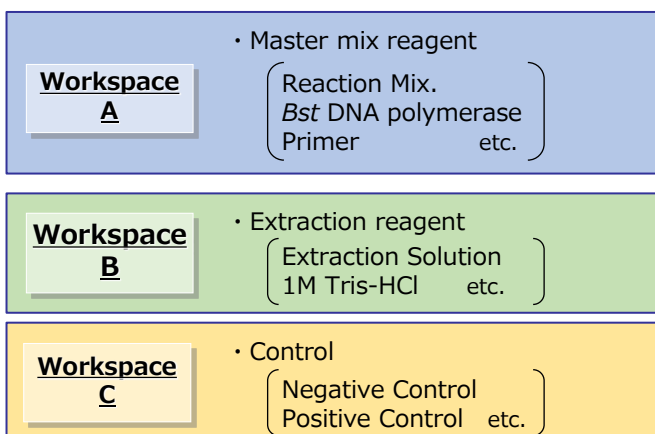 Workspace
A
・Master mix reagent
Reaction Mix.
Bst DNA polymerase
Primer etc.
Workspace
B
・Extraction reagent
Extraction Solution
1M Tris-HCl etc.
Workspace
C
・Control
Negative Control
Positive Control etc.